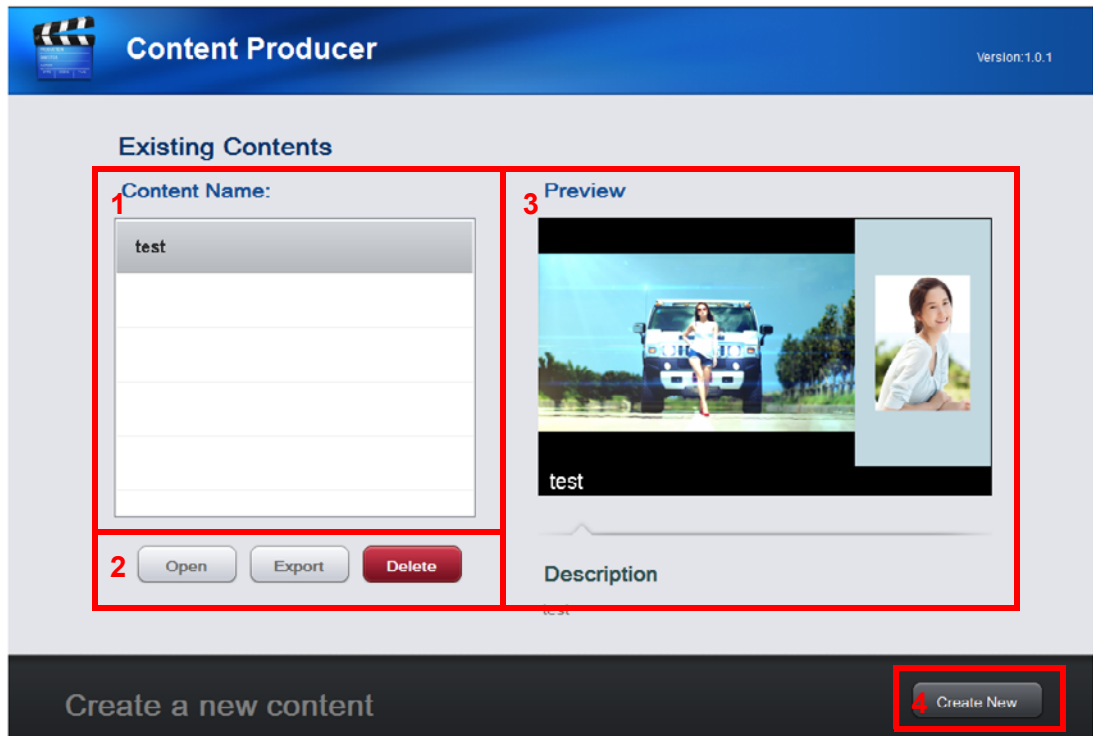 Content Producer
Version:1.0.1
Existing Contents
1
Content Name:
test
2
Open
Export
Delete
3
Preview
test
Description
test
Create a new content
4
Create New